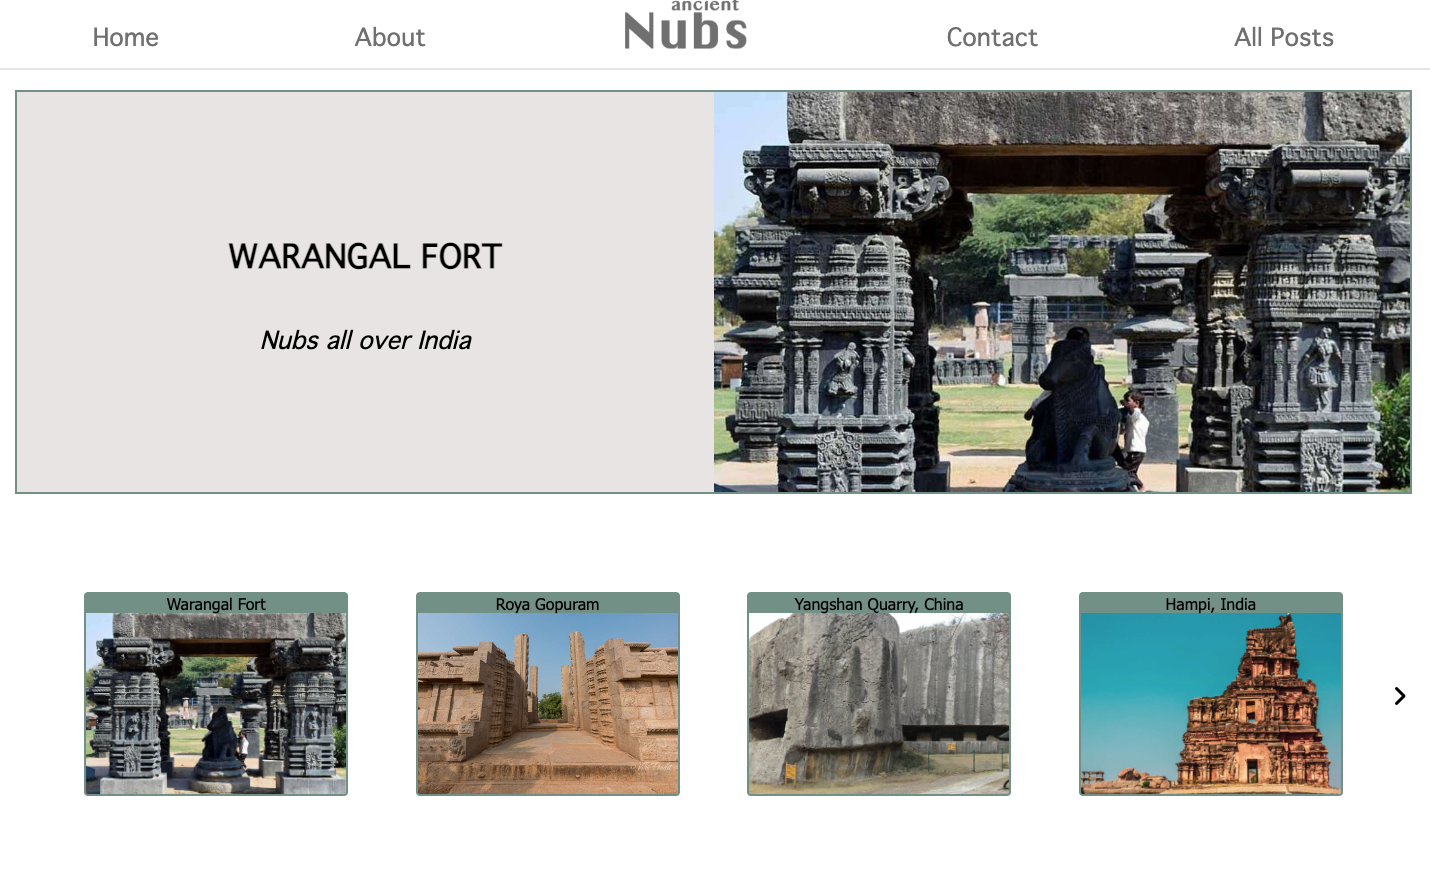 Home
About
ancient
Nubs
Contact
All Posts
WARANGAL FORT
Nubs all over India
Warangal Fort
Roya Gopuram
Yangshan Quarry, China
Hampi, India